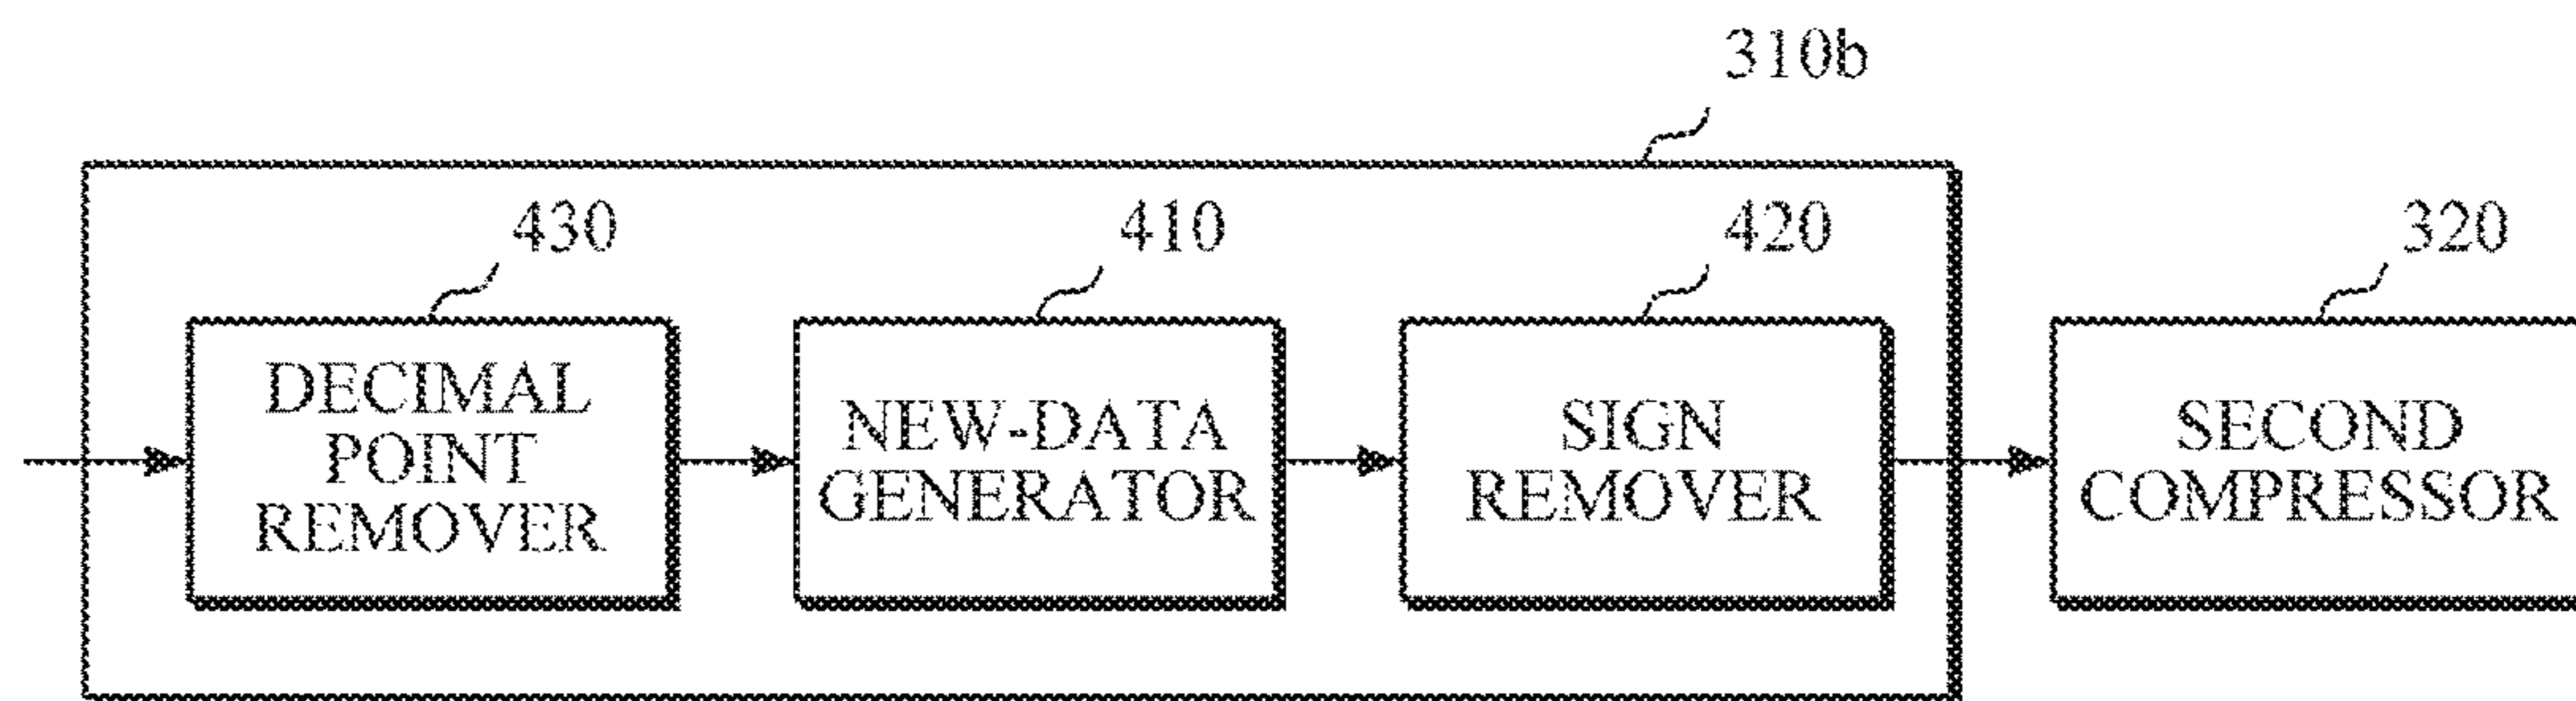 310b
430
410
420
320
DECIMAL
POINT
REMOVER
NEW-DATA
GENERATOR
SIGN
REMOVER
SECOND
COMPRESSOR